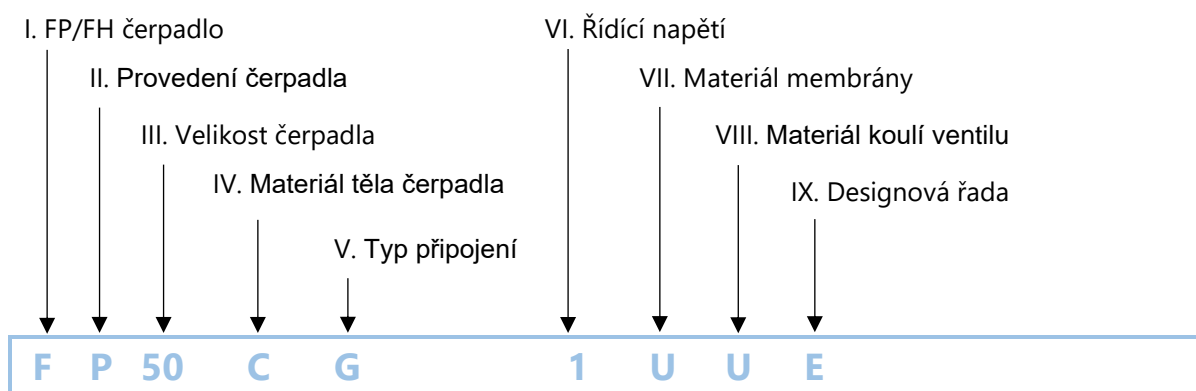 I. FP/FH čerpadlo
VI. Řídící napětí
II. Provedení čerpadla
VII. Materiál membrány
III. Velikost čerpadla
VIII. Materiál koulí ventilu
IV. Materiál těla čerpadla
IX. Designová řada
V. Typ připojení
F P 50 C G 1 U U E